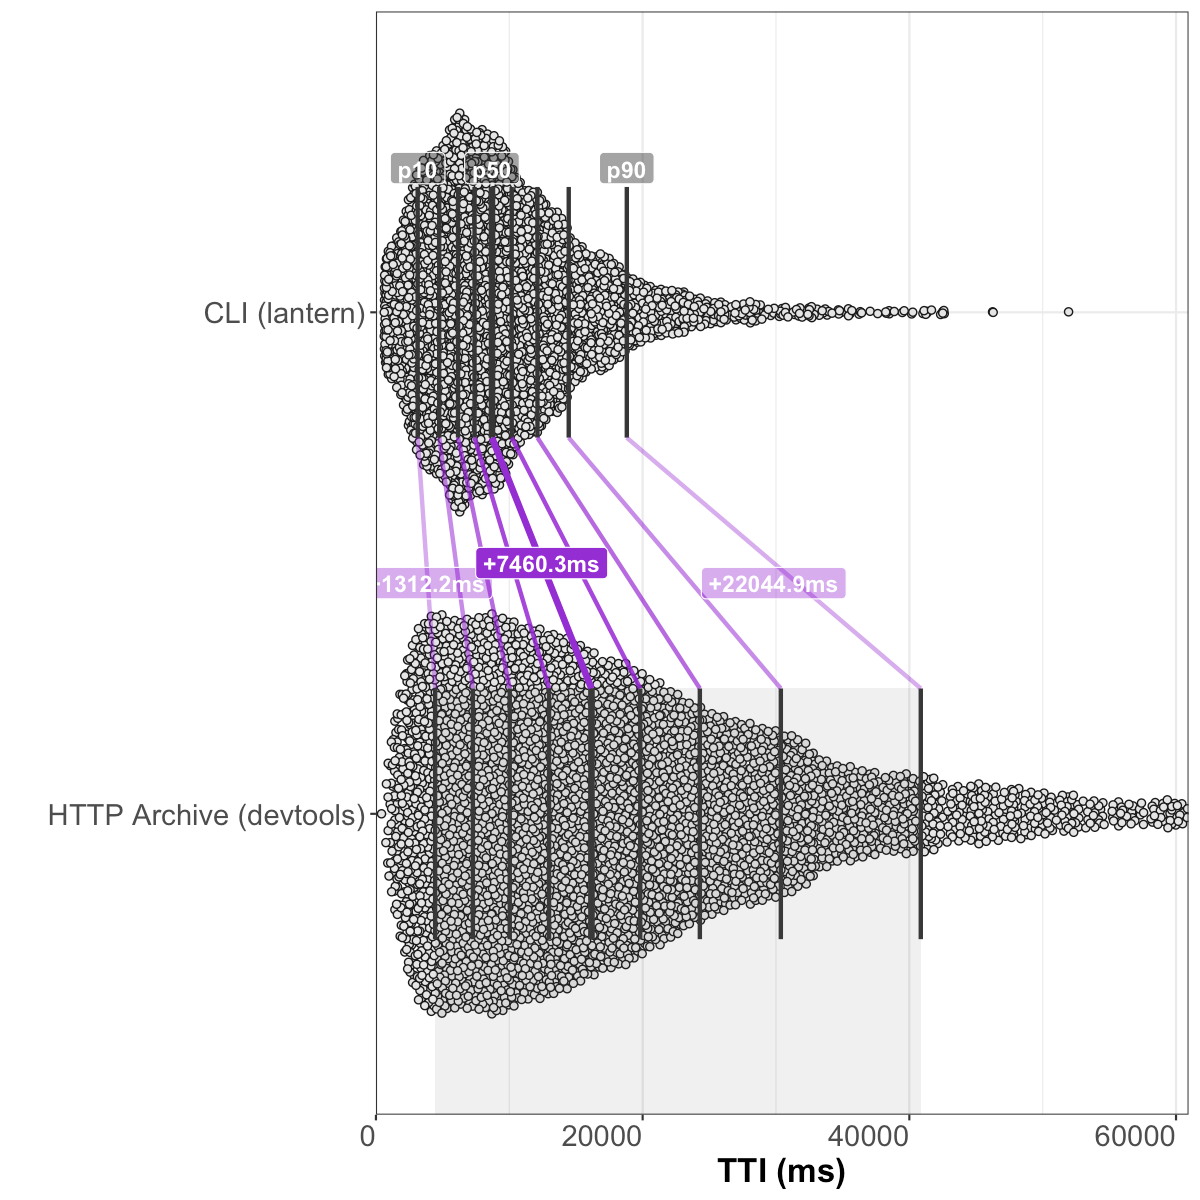 p10
p50
p90
CLI (lantern)
+7460.3ms
1312.2ms
+22044.9ms
HTTP Archive (devtools)
0
20000
40000
60000
TTI (ms)